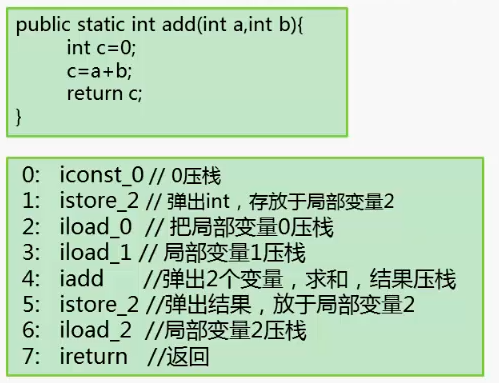 public static int add(int a,int b){
int c=0;
c=a+b;
return c;
}
0: iconst_0 // 0压栈
1: istore_2 // 弹出int，存放于局部变量2
2: iload_0 // 把局部变量0压栈
3: iload_1 // 局部变量1压栈
4: iadd //弹出2个变量，求和，结果压栈
5: istore_2 //弹出结果，放于局部变量2
6: iload_2 //局部变量2压栈
7: ireturn //返回